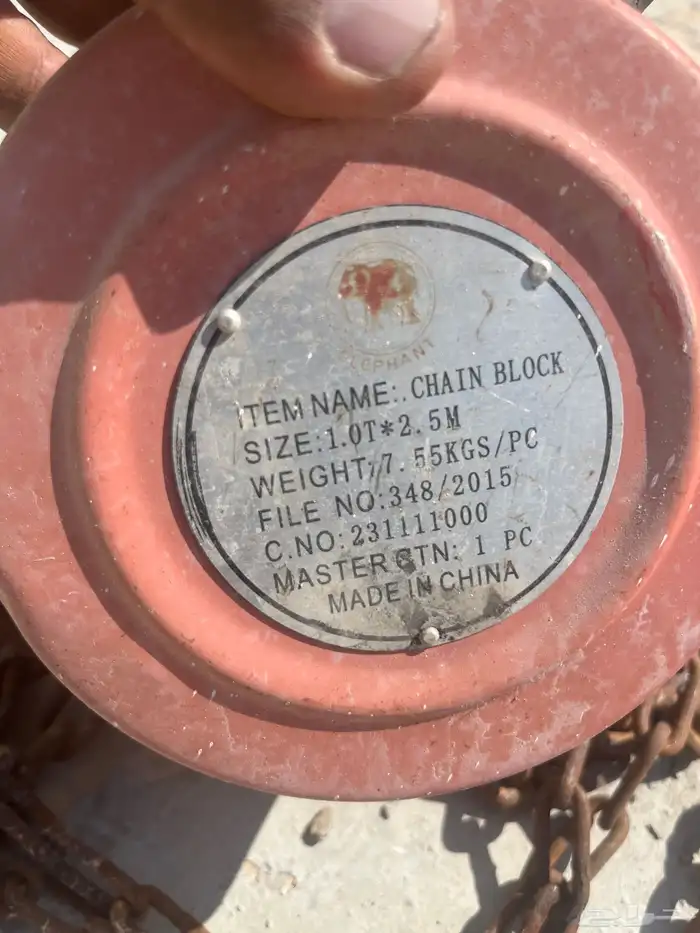 ELEPHANT
ITEM NAME:.CHAIN BLOCK
SIZE:1.0T*2.5M
WEIGHT:7.55KGS/PC
FILE NO:348/2015
C.NO:231111000
MASTER CTN: 1 PC
MADE IN CHINA
حراج